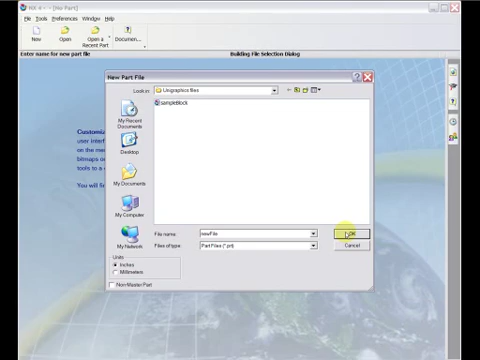 NX 4 - [No Part]
File Tools Preferences Window Help
New Open Open a Recent Part Documen...
Enter name for new part file Building File Selection Dialog
Customiz
user interf
on the me
bitmaps o
tools to a
You will fi
New Part File
Look in: Unigraphics files
sampleBlock
My Recent Documents
Desktop
My Documents
My Computer
My Network
File name: newFile OK
Files of type: Part Files (*.prt) Cancel
Units
Inches
Millimeters
Non-Master Part